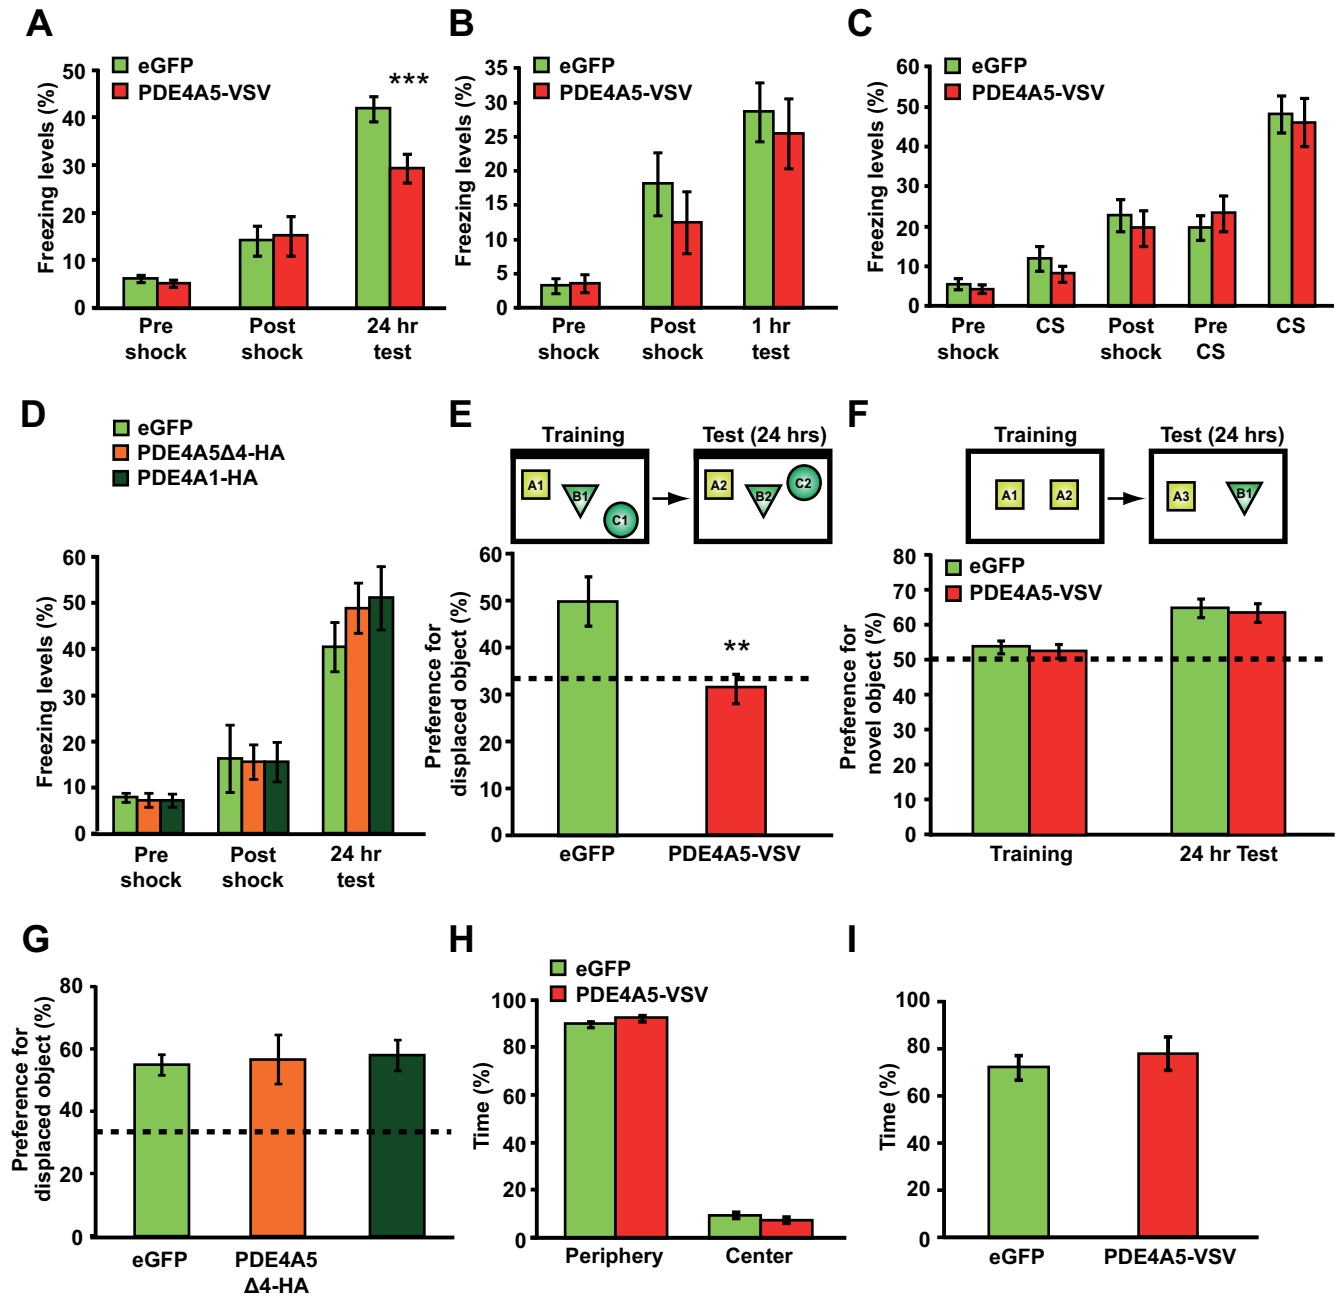 A
eGFP
PDE4A5-VSV
***
Freezing levels (%)
50
40
30
20
10
0
Pre shock
Post shock
24 hr test
B
eGFP
PDE4A5-VSV
Freezing levels (%)
35
30
25
20
15
10
5
0
Pre shock
Post shock
1 hr test
C
eGFP
PDE4A5-VSV
Freezing levels (%)
60
50
40
30
20
10
0
Pre shock
CS
Post shock
Pre CS
CS
D
eGFP
PDE4A5Δ4-HA
PDE4A1-HA
Freezing levels (%)
60
50
40
30
20
10
0
Pre shock
Post shock
24 hr test
E
Training
Test (24 hrs)
A1
B1
C1
A2
B2
C2
Preference for displaced object (%)
60
50
40
30
20
10
0
**
eGFP
PDE4A5-VSV
F
Training
Test (24 hrs)
A1
A2
A3
B1
eGFP
PDE4A5-VSV
Preference for novel object (%)
80
70
60
50
40
30
20
10
0
Training
24 hr Test
G
Preference for displaced object (%)
80
60
40
20
0
eGFP
PDE4A5 Δ4-HA
H
eGFP
PDE4A5-VSV
Time (%)
100
80
60
40
20
0
Periphery
Center
I
Time (%)
100
80
60
40
20
0
eGFP
PDE4A5-VSV